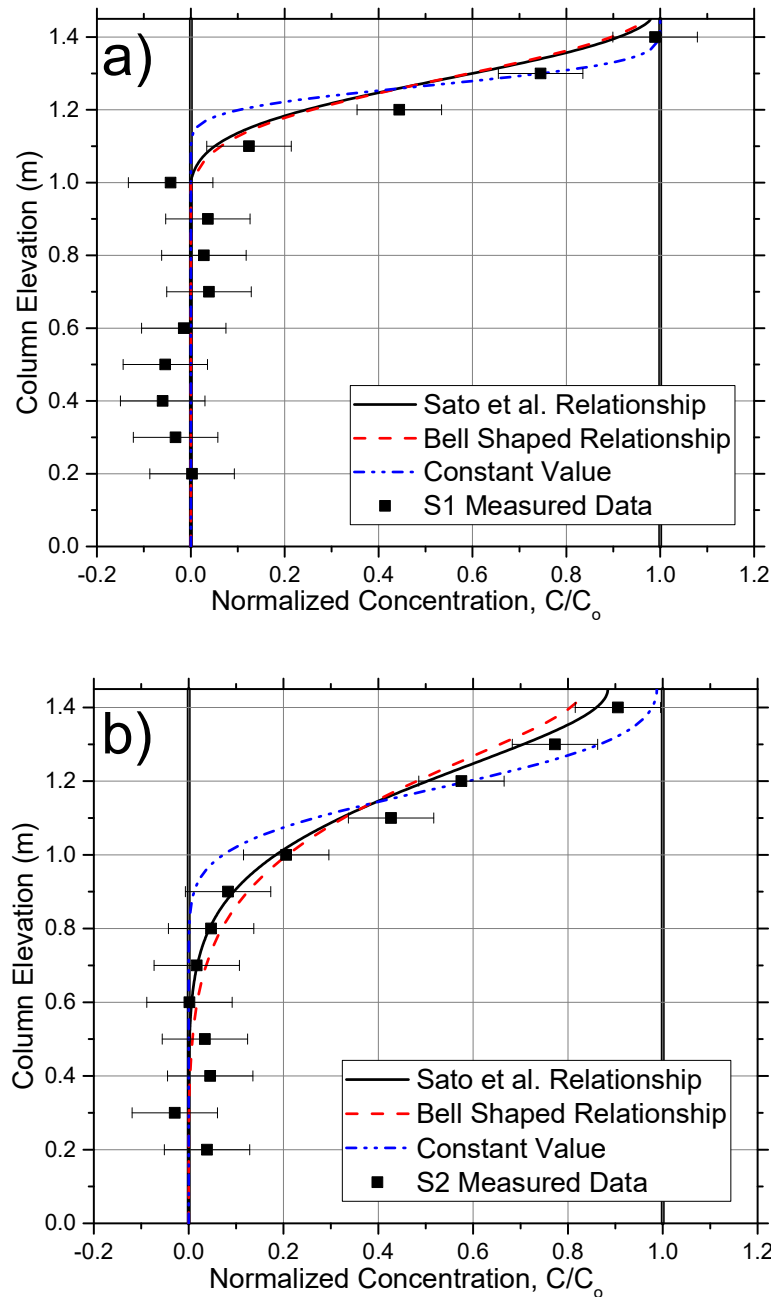 a)
1.4
1.2
1.0
0.8
0.6
0.4
0.2
0.0
Column Elevation (m)
Sato et al. Relationship
Bell Shaped Relationship
Constant Value
S1 Measured Data
-0.2 0.0 0.2 0.4 0.6 0.8 1.0 1.2
Normalized Concentration, C/Co
b)
1.4
1.2
1.0
0.8
0.6
0.4
0.2
0.0
Column Elevation (m)
Sato et al. Relationship
Bell Shaped Relationship
Constant Value
S2 Measured Data
-0.2 0.0 0.2 0.4 0.6 0.8 1.0 1.2
Normalized Concentration, C/Co